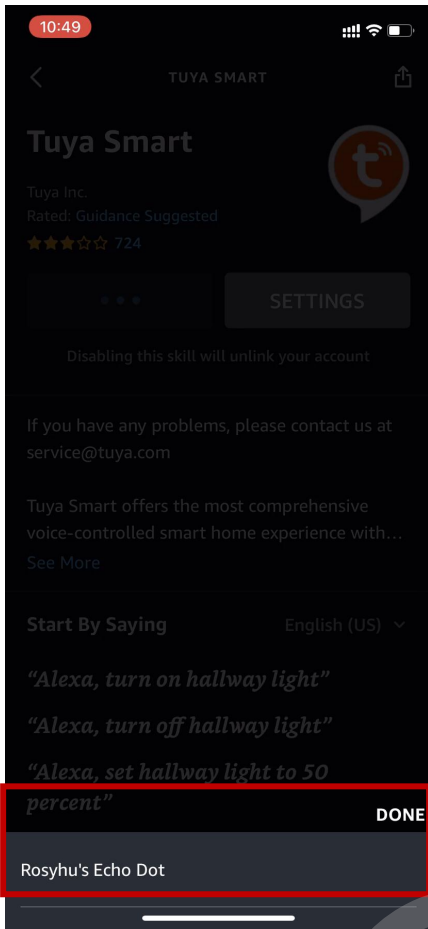 10:49
TUYA SMART
Tuya Smart
Tuya Inc.
Rated: Guidance Suggested
724
SETTINGS
Disabling this skill will unlink your account
If you have any problems, please contact us at
service@tuya.com
Tuya Smart offers the most comprehensive
voice-controlled smart home experience with…
See More
Start By Saying
English (US)
“Alexa, turn on hallway light”
“Alexa, turn off hallway light”
“Alexa, set hallway light to 50
percent”
DONE
Rosyhu's Echo Dot